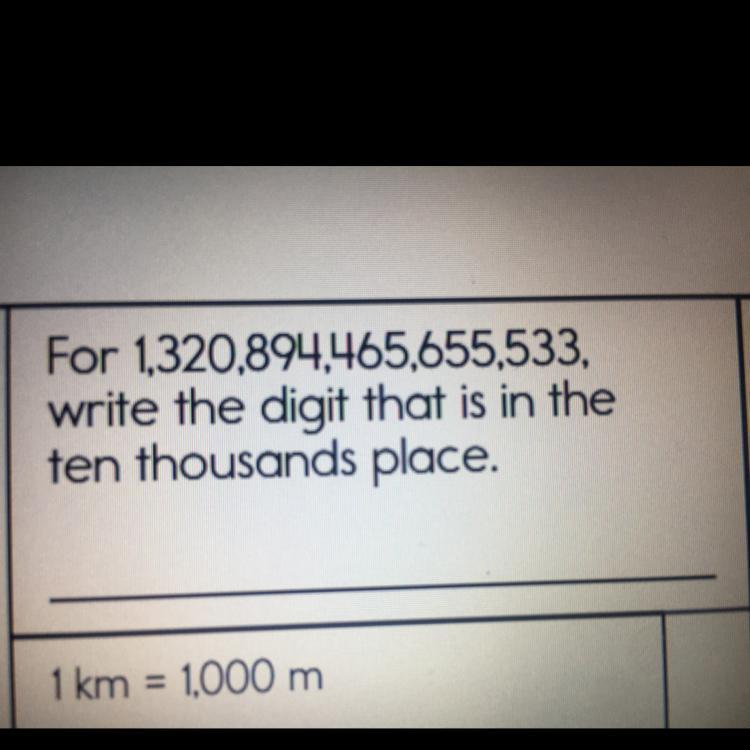 For 1,320,894,465,655,533,
write the digit that is in the
ten thousands place.
1 km = 1,000 m